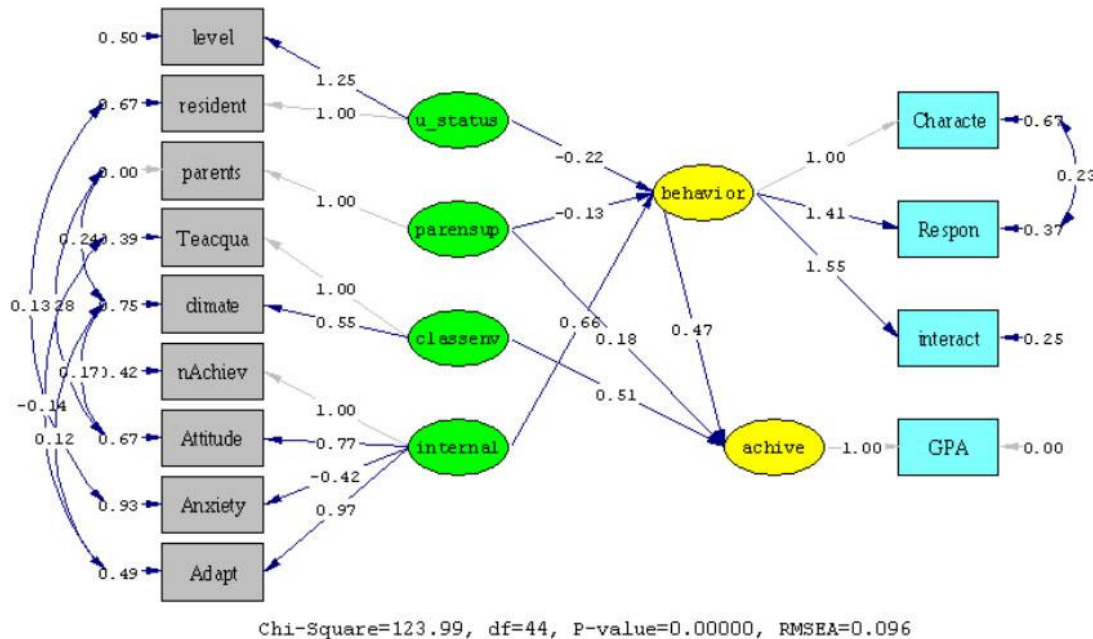 0.50
level
1.25
resident
0.67
1.00
u_status
Characte
0.67
-0.22
1.00
0.23
parents
0.00
1.00
behavior
-0.13
1.41
Teacqua
0.24
parensup
Respon
0.37
1.55
1.00
climate
0.75
0.13
28
0.55
0.66
0.18
0.47
classenv
interact
0.25
nAchiev
0.17
0.51
-0.14
1.00
Attitude
0.67
0.12
0.77
internal
achive
1.00
GPA
0.00
-0.42
Anxiety
0.93
0.97
Adapt
0.49
Chi-Square=123.99, df=44, P-value=0.00000, RMSEA=0.096